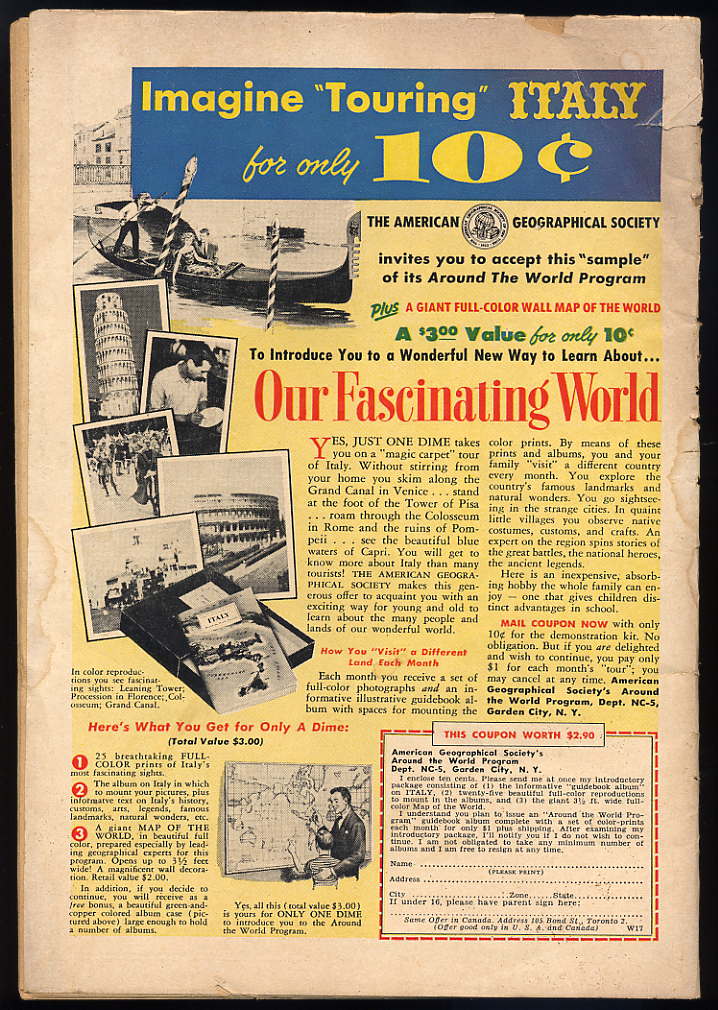 Imagine "Touring" ITALY
for only 10¢
THE AMERICAN GEOGRAPHICAL SOCIETY
invites you to accept this "sample"
of its Around The World Program
Plus A GIANT FULL-COLOR WALL MAP OF THE WORLD
A $3.00 Value for only 10¢
To Introduce You to a Wonderful New Way to Learn About...
Our Fascinating World
YES, JUST ONE DIME takes
you on a "magic carpet" tour
of Italy. Without stirring from
your home you skim along the
Grand Canal in Venice . . . stand
at the foot of the Tower of Pisa
. . . roam through the Colosseum
in Rome and the ruins of Pom-
peii . . . see the beautiful blue
waters of Capri. You will get to
know more about Italy than many
tourists! THE AMERICAN GEOGRA-
PHICAL SOCIETY makes this gen-
erous offer to acquaint you with an
exciting way for young and old to
learn about the many people and
lands of our wonderful world.
How You "Visit" a Different
Land Each Month
Each month you receive a set of
full-color photographs and an in-
formative illustrative guidebook al-
bum with spaces for mounting the
color prints. By means of these
prints and albums, you and your
family "visit" a different country
every month. You explore the
country's famous landmarks and
natural wonders. You go sightsee-
ing in the strange cities. In quaint
little villages you observe native
costumes, customs, and crafts. An
expert on the region spins stories of
the great battles, the national heroes,
the ancient legends.
Here is an inexpensive, absorb-
ing hobby the whole family can en-
joy — one that gives children dis-
tinct advantages in school.
MAIL COUPON NOW with only
10¢ for the demonstration kit. No
obligation. But if you are delighted
and wish to continue, you pay only
$1 for each month's "tour"; you
may cancel at any time. American
Geographical Society's Around
the World Program, Dept. NC-5,
Garden City, N. Y.
ITALY
In color reproduc-
tions you see fascinat-
ing sights: Leaning Tower;
Procession in Florence; Col-
osseum; Grand Canal.
Here's What You Get for Only A Dime:
(Total Value $3.00)
1 25 breathtaking FULL-
COLOR prints of Italy's
most fascinating sights.
2 The album on Italy in which
to mount your pictures, plus
informative text on Italy's history,
customs, arts, legends, famous
landmarks, natural wonders, etc.
3 A giant MAP OF THE
WORLD, in beautiful full
color, prepared especially by lead-
ing geographical experts for this
program. Opens up to 3½ feet
wide! A magnificent wall decora-
tion. Retail value $2.00.
In addition, if you decide to
continue, you will receive as a
free bonus, a beautiful green-and-
copper colored album case (pic-
tured above) large enough to hold
a number of albums.
Yes, all this (total value $3.00)
is yours for ONLY ONE DIME
to introduce you to the Around
the World Program.
THIS COUPON WORTH $2.90
American Geographical Society's
Around the World Program
Dept. NC-5, Garden City, N. Y.
I enclose ten cents. Please send me at once my introductory
package consisting of (1) the informative "guidebook album"
on ITALY, (2) twenty-five beautiful full-color reproductions
to mount in the albums, and (3) the giant 3½ ft. wide full-
color Map of the World.
I understand you plan to issue an "Around the World Pro-
gram" guidebook album complete with a set of color-prints
each month for only $1 plus shipping. After examining my
introductory package, I'll notify you if I do not wish to con-
tinue. I am not obligated to take any minimum number of
albums and I am free to resign at any time.
Name
(PLEASE PRINT)
Address
City Zone State
If under 16, please have parent sign here:
Same Offer in Canada. Address 105 Bond St., Toronto 2.
(Offer good only in U. S. A. and Canada) W17